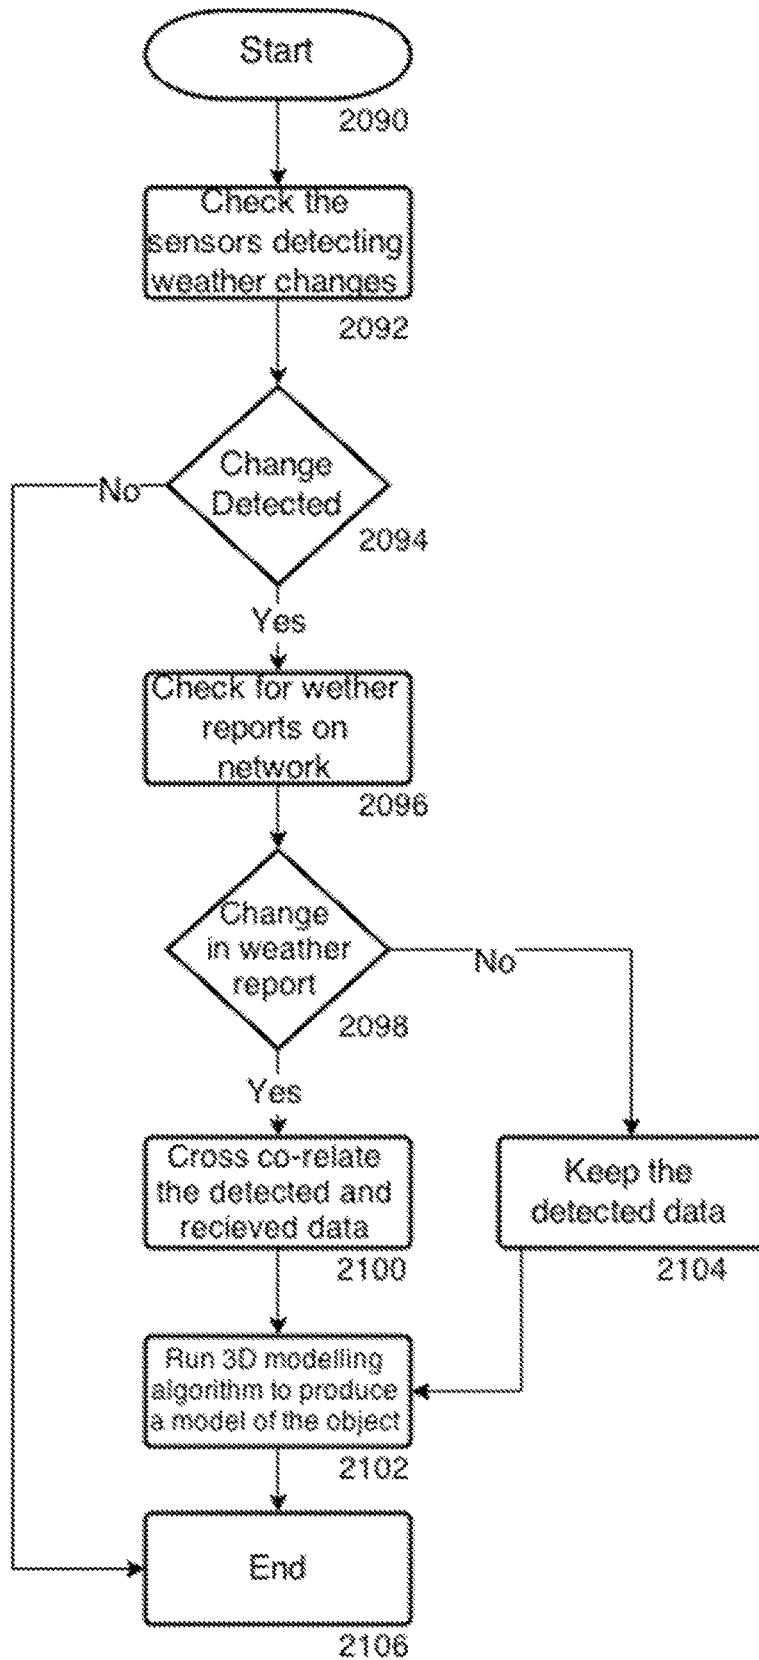 Start
2090
Check the
sensors detecting
weather changes
2092
Change
Detected
2094
No
Yes
Check for wether
reports on
network
2096
Change
in weather
report
2098
No
Yes
Cross co-relate
the detected and
recieved data
2100
Keep the
detected data
2104
Run 3D modelling
algorithm to produce
a model of the object
2102
End
2106